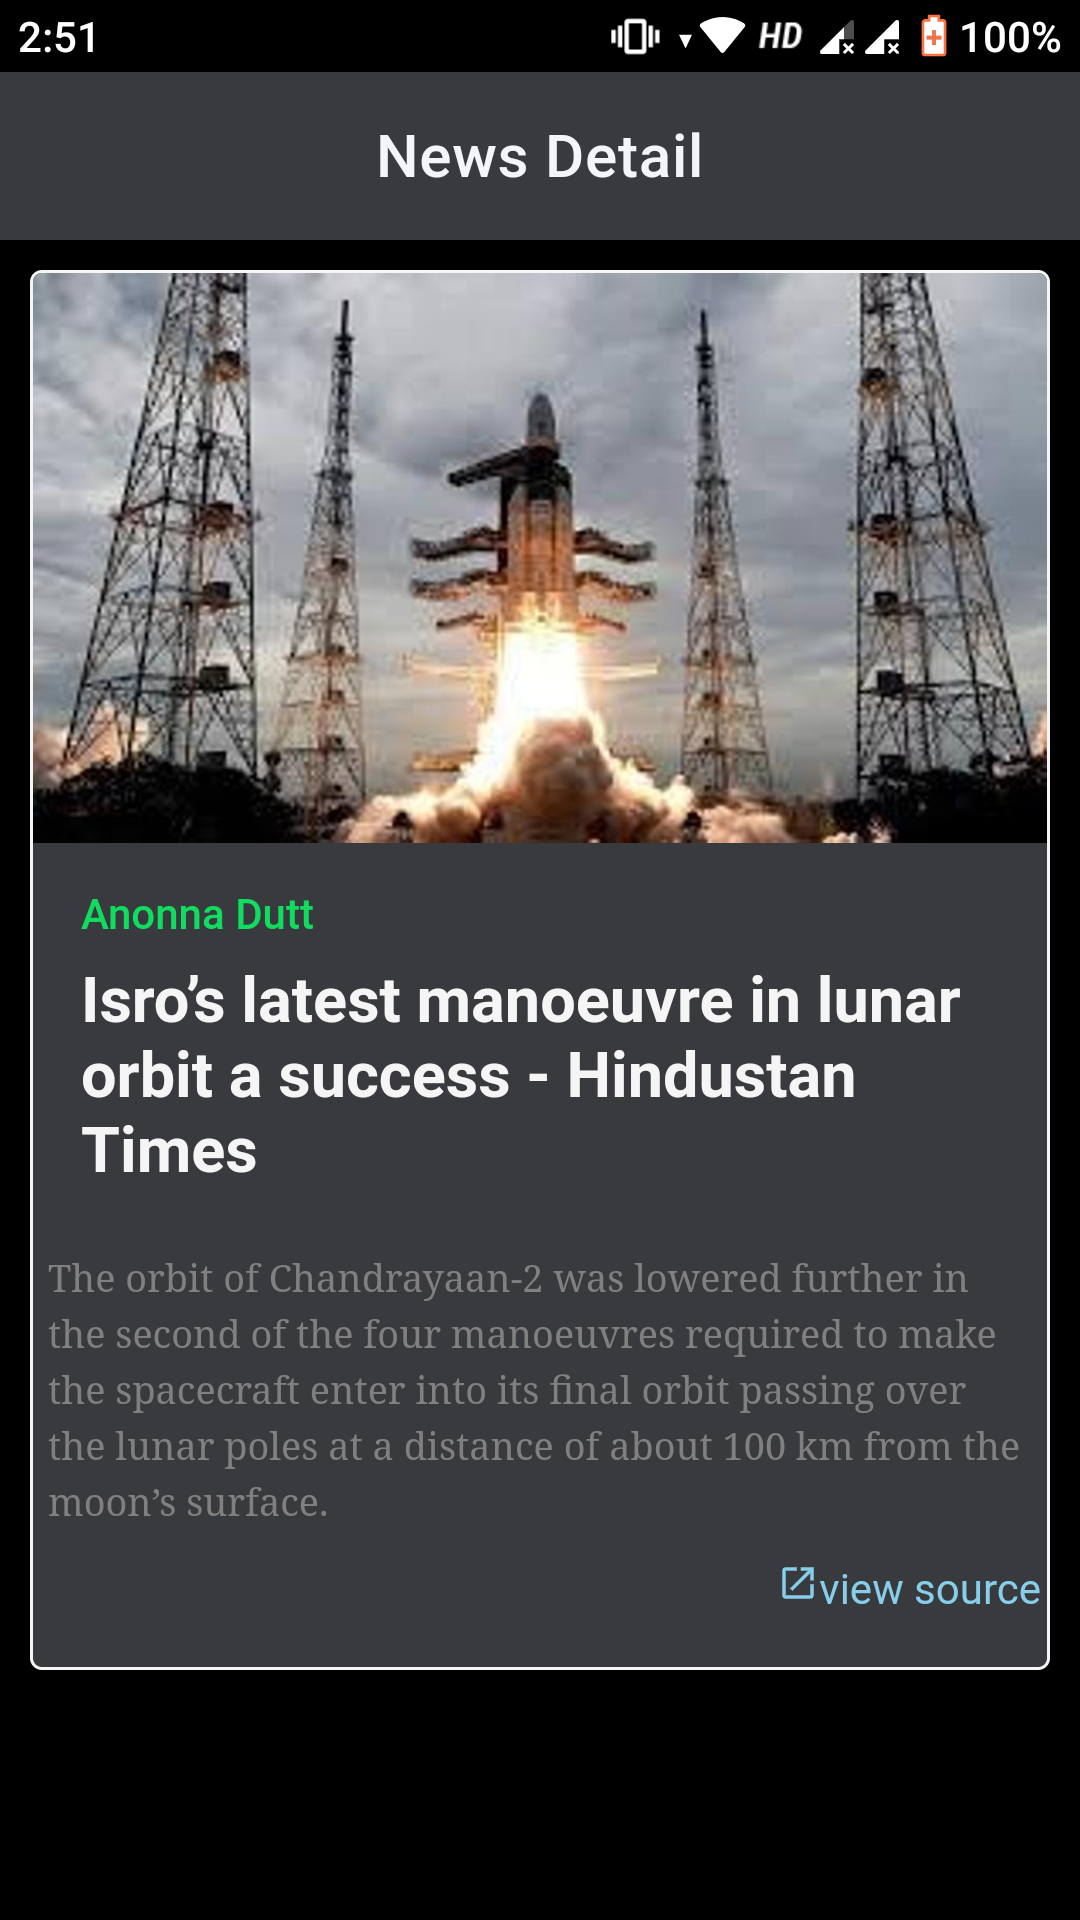 2:51
HD
100%
News Detail
Anonna Dutt
Isro’s latest manoeuvre in lunar
orbit a success - Hindustan
Times
The orbit of Chandrayaan-2 was lowered further in
the second of the four manoeuvres required to make
the spacecraft enter into its final orbit passing over
the lunar poles at a distance of about 100 km from the
moon’s surface.
view source